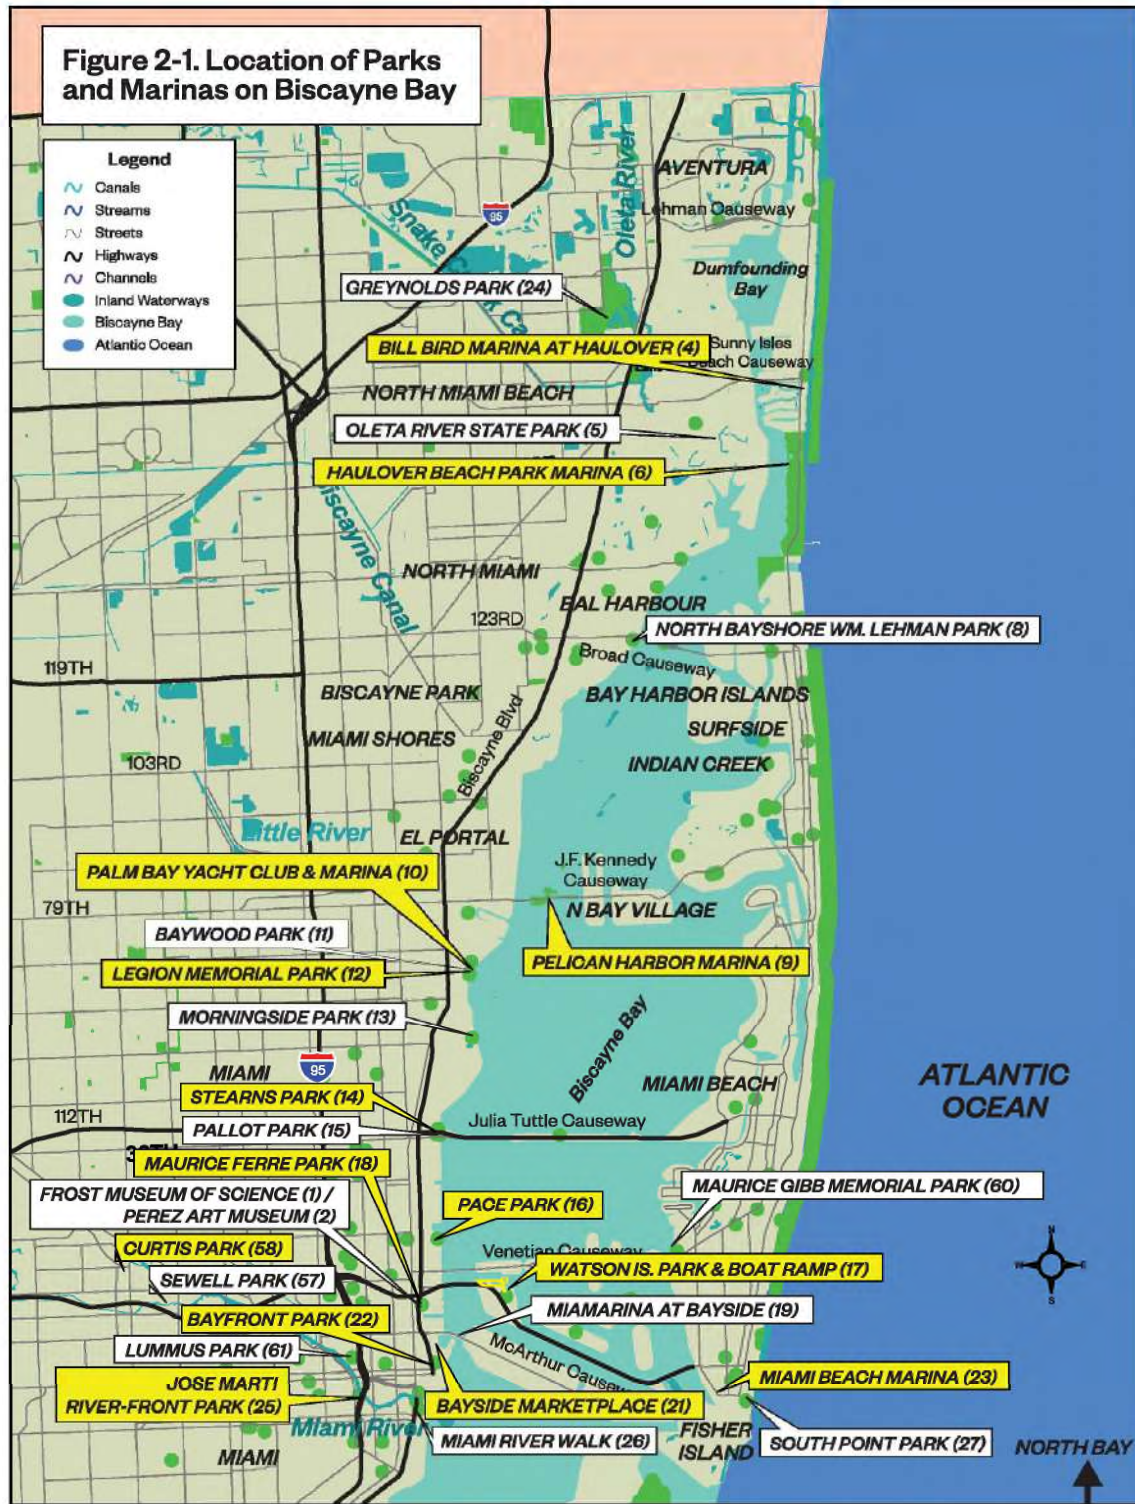 Figure 2-1. Location of Parks
and Marinas on Biscayne Bay
Legend
Canals
Streams
Streets
Highways
Channels
Inland Waterways
Biscayne Bay
Atlantic Ocean
95
Oleta River
AVENTURA
Lehman Causeway
Snake
Dumfounding
Bay
GREYNOLDS PARK (24)
BILL BIRD MARINA AT HAULOVER (4)
Sunny Isles
Causeway
NORTH MIAMI BEACH
OLETA RIVER STATE PARK (5)
HAULOVER BEACH PARK MARINA (6)
Biscayne Canal
NORTH MIAMI
BAL HARBOUR
123RD
NORTH BAYSHORE WM. LEHMAN PARK (8)
Broad Causeway
119TH
BISCAYNE PARK
BAY HARBOR ISLANDS
Biscayne Blvd
SURFSIDE
MIAMI SHORES
103RD
INDIAN CREEK
Little River
EL PORTAL
J.F. Kennedy
Causeway
PALM BAY YACHT CLUB & MARINA (10)
79TH
N BAY VILLAGE
BAYWOOD PARK (11)
PELICAN HARBOR MARINA (9)
LEGION MEMORIAL PARK (12)
MORNINGSIDE PARK (13)
Biscayne Bay
95
MIAMI
MIAMI BEACH
ATLANTIC
OCEAN
STEARNS PARK (14)
112TH
Julia Tuttle Causeway
PALLOT PARK (15)
MAURICE FERRE PARK (18)
FROST MUSEUM OF SCIENCE (1) /
PEREZ ART MUSEUM (2)
MAURICE GIBB MEMORIAL PARK (60)
PACE PARK (16)
CURTIS PARK (58)
Venetian Causeway
WATSON IS. PARK & BOAT RAMP (17)
SEWELL PARK (57)
MIAMARINA AT BAYSIDE (19)
BAYFRONT PARK (22)
LUMMUS PARK (61)
McArthur
MIAMI BEACH MARINA (23)
JOSE MARTI
RIVER-FRONT PARK (25)
BAYSIDE MARKETPLACE (21)
Miami River
MIAMI RIVER WALK (26)
FISHER
ISLAND
SOUTH POINT PARK (27)
MIAMI
N
W
E
S
NORTH BAY